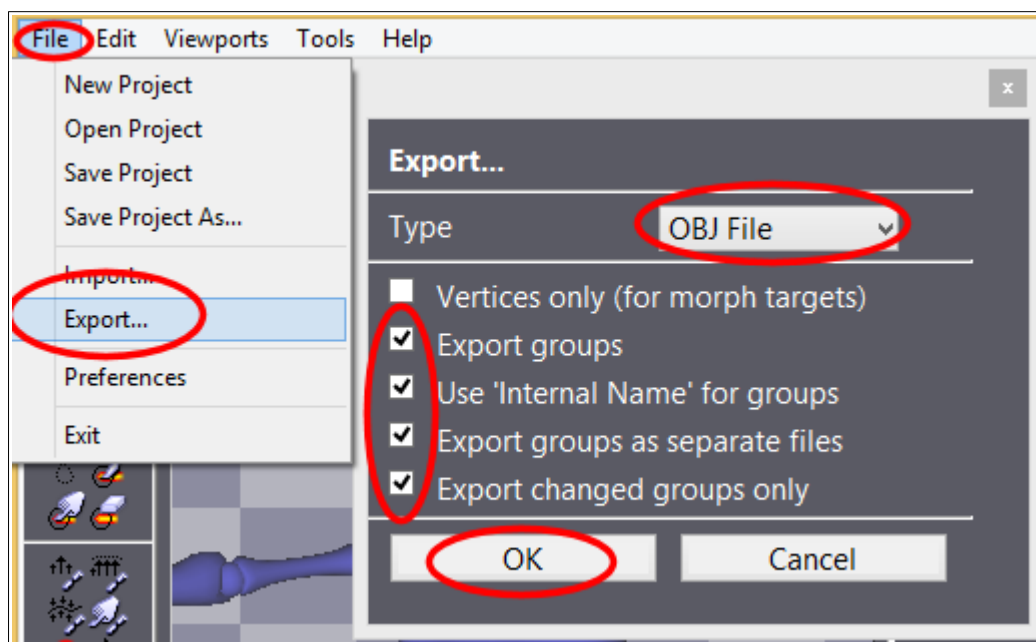 File Edit Viewports Tools Help
New Project
Open Project
Save Project
Save Project As...
Import...
Export...
Preferences
Exit
x
Export...
Type OBJ File
Vertices only (for morph targets)
Export groups
Use 'Internal Name' for groups
Export groups as separate files
Export changed groups only
OK Cancel